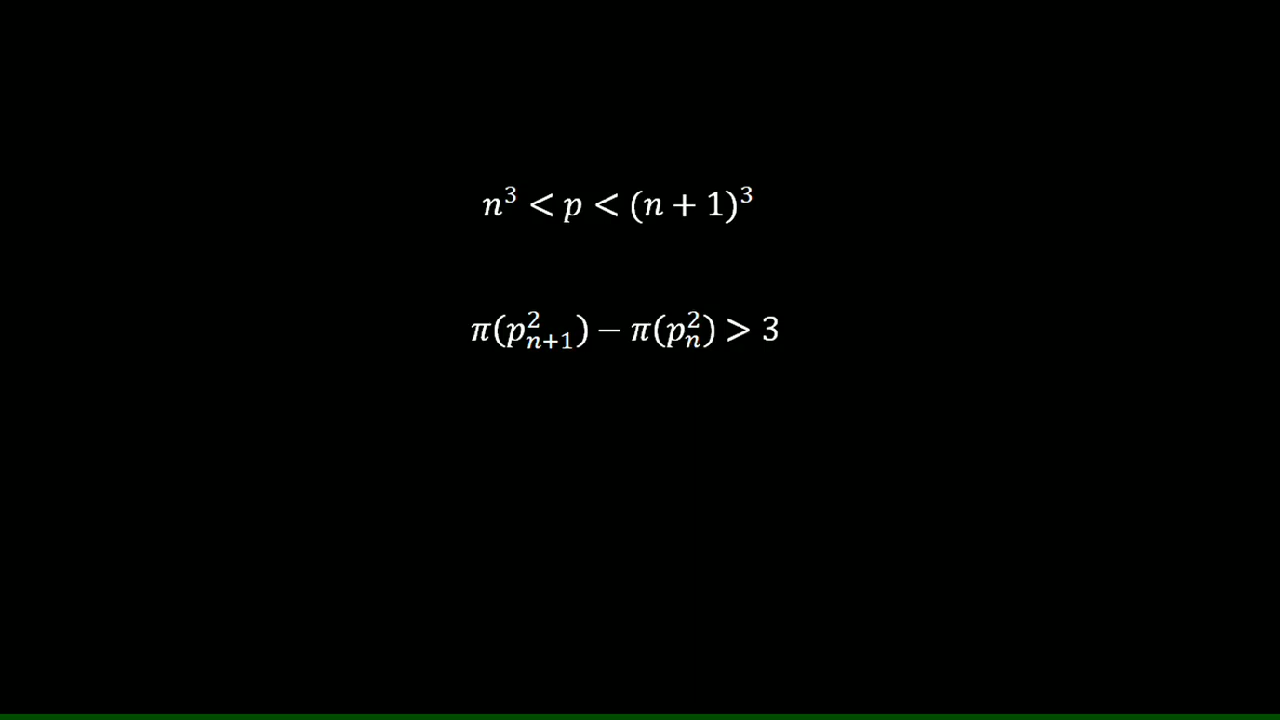 n³ < p < (n + 1)³
π(p²ₙ₊₁) − π(p²ₙ) > 3